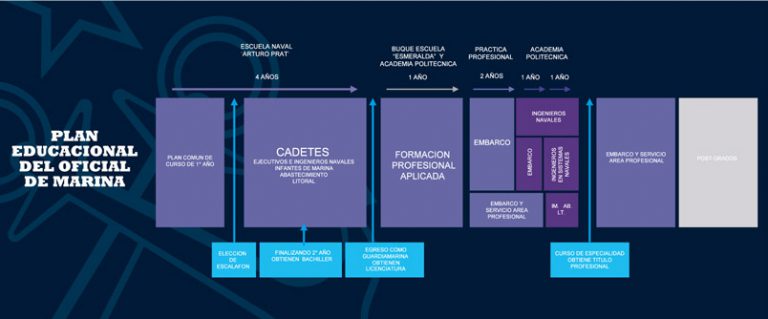 PLAN
EDUCACIONAL
DEL OFICIAL
DE MARINA
ESCUELA NAVAL
"ARTURO PRAT"
4 AÑOS
BUQUE ESCUELA
"ESMERALDA" Y
ACADEMIA POLITECNICA
1 AÑO
PRACTICA
PROFESIONAL
2 AÑOS
ACADEMIA
POLITECNICA
1 AÑO
1 AÑO
PLAN COMUN DE
CURSO DE 1° AÑO
CADETES
EJECUTIVOS E INGENIEROS NAVALES
INFANTES DE MARINA
ABASTECIMIENTO
LITORAL
FORMACION
PROFESIONAL
APLICADA
EMBARCO
INGENIEROS
NAVALES
EMBARCO
INGENIEROS
EN SISTEMAS
NAVALES
EMBARCO Y
SERVICIO AREA
PROFESIONAL
IM. AB.
LT.
EMBARCO Y SERVICIO
AREA PROFESIONAL
POST-GRADOS
ELECCION
DE
ESCALAFON
FINALIZANDO 2° AÑO
OBTIENEN BACHILLER
EGRESO COMO
GUARDIAMARINA
OBTIENEN
LICENCIATURA
CURSO DE ESPECIALIDAD
OBTIENE TITULO
PROFESIONAL